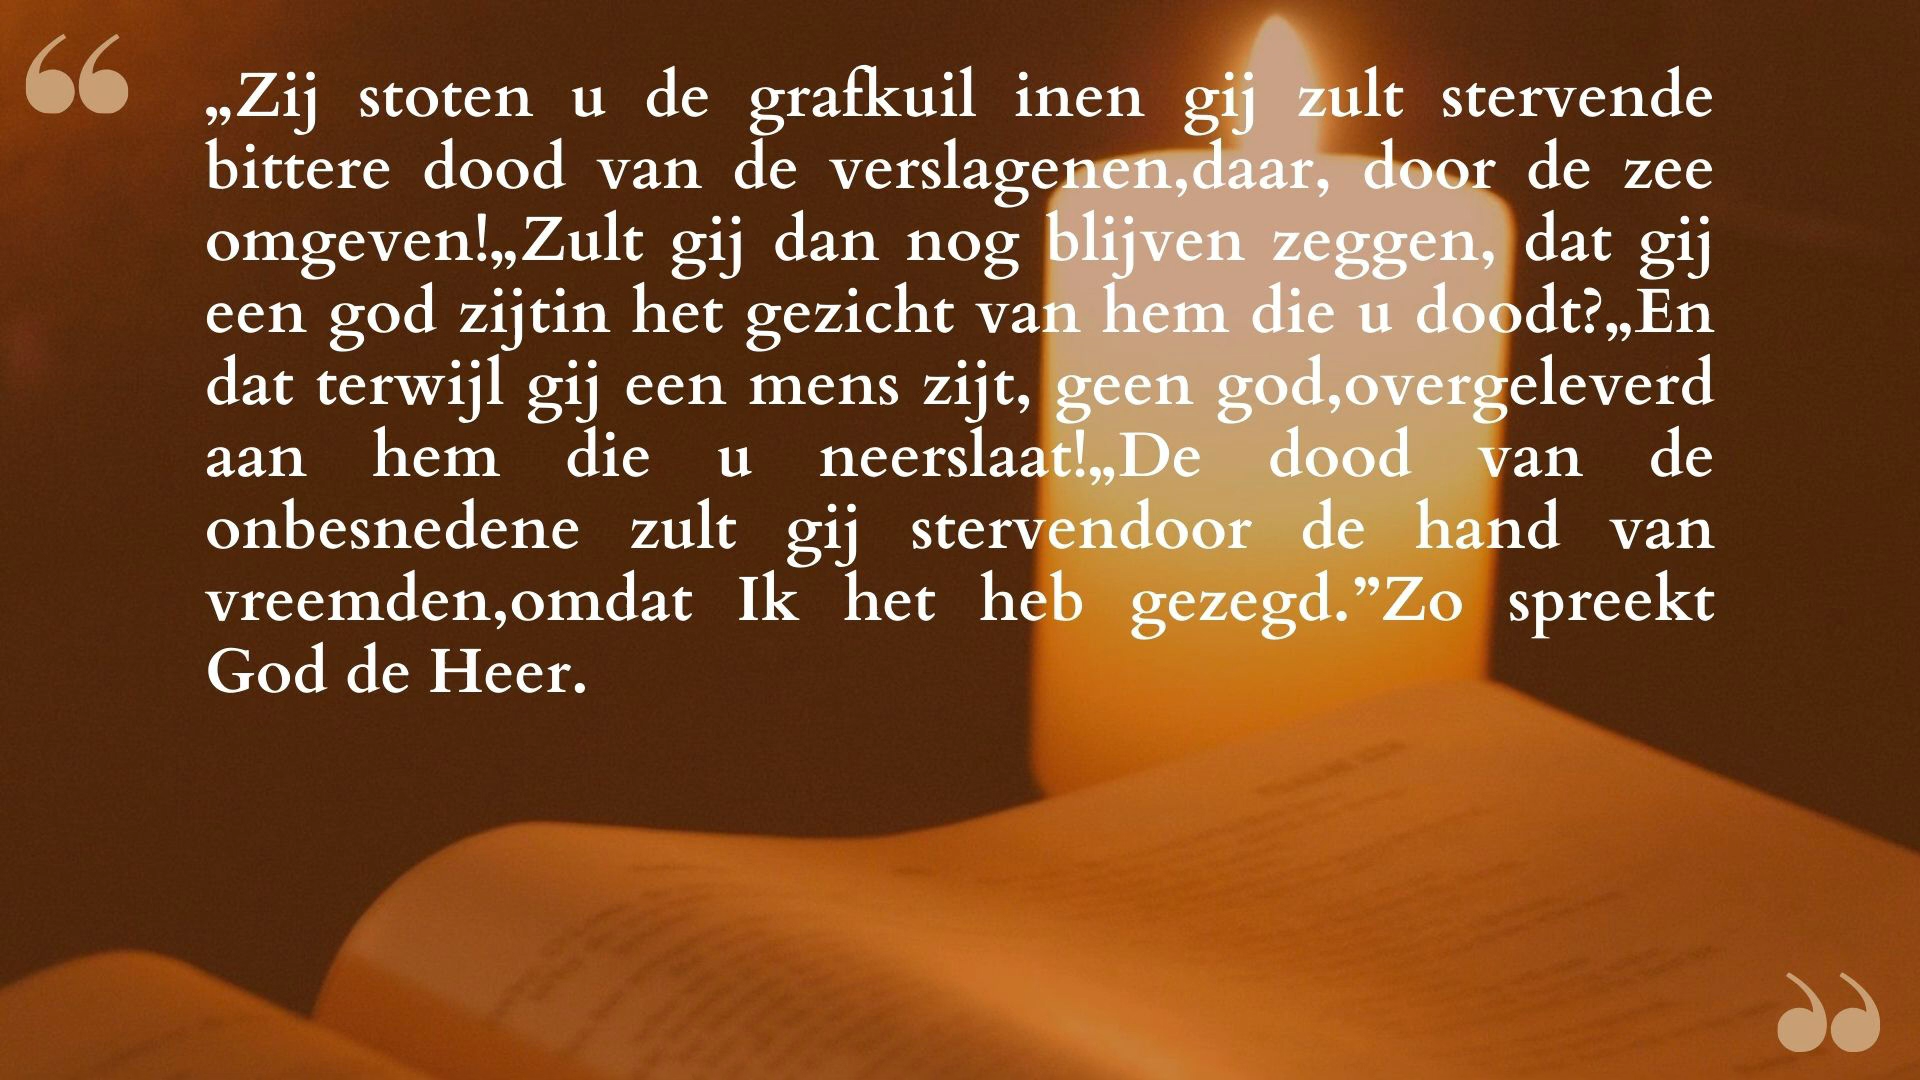 „Zij stoten u de grafkuil inen gij zult stervende
bittere dood van de verslagenen,daar, door de zee
omgeven!„Zult gij dan nog blijven zeggen, dat gij
een god zijtin het gezicht van hem die u doodt?„En
dat terwijl gij een mens zijt, geen god,overgeleverd
aan hem die u neerslaat!„De dood van de
onbesnedene zult gij stervendoor de hand van
vreemden,omdat Ik het heb gezegd.”Zo spreekt
God de Heer.